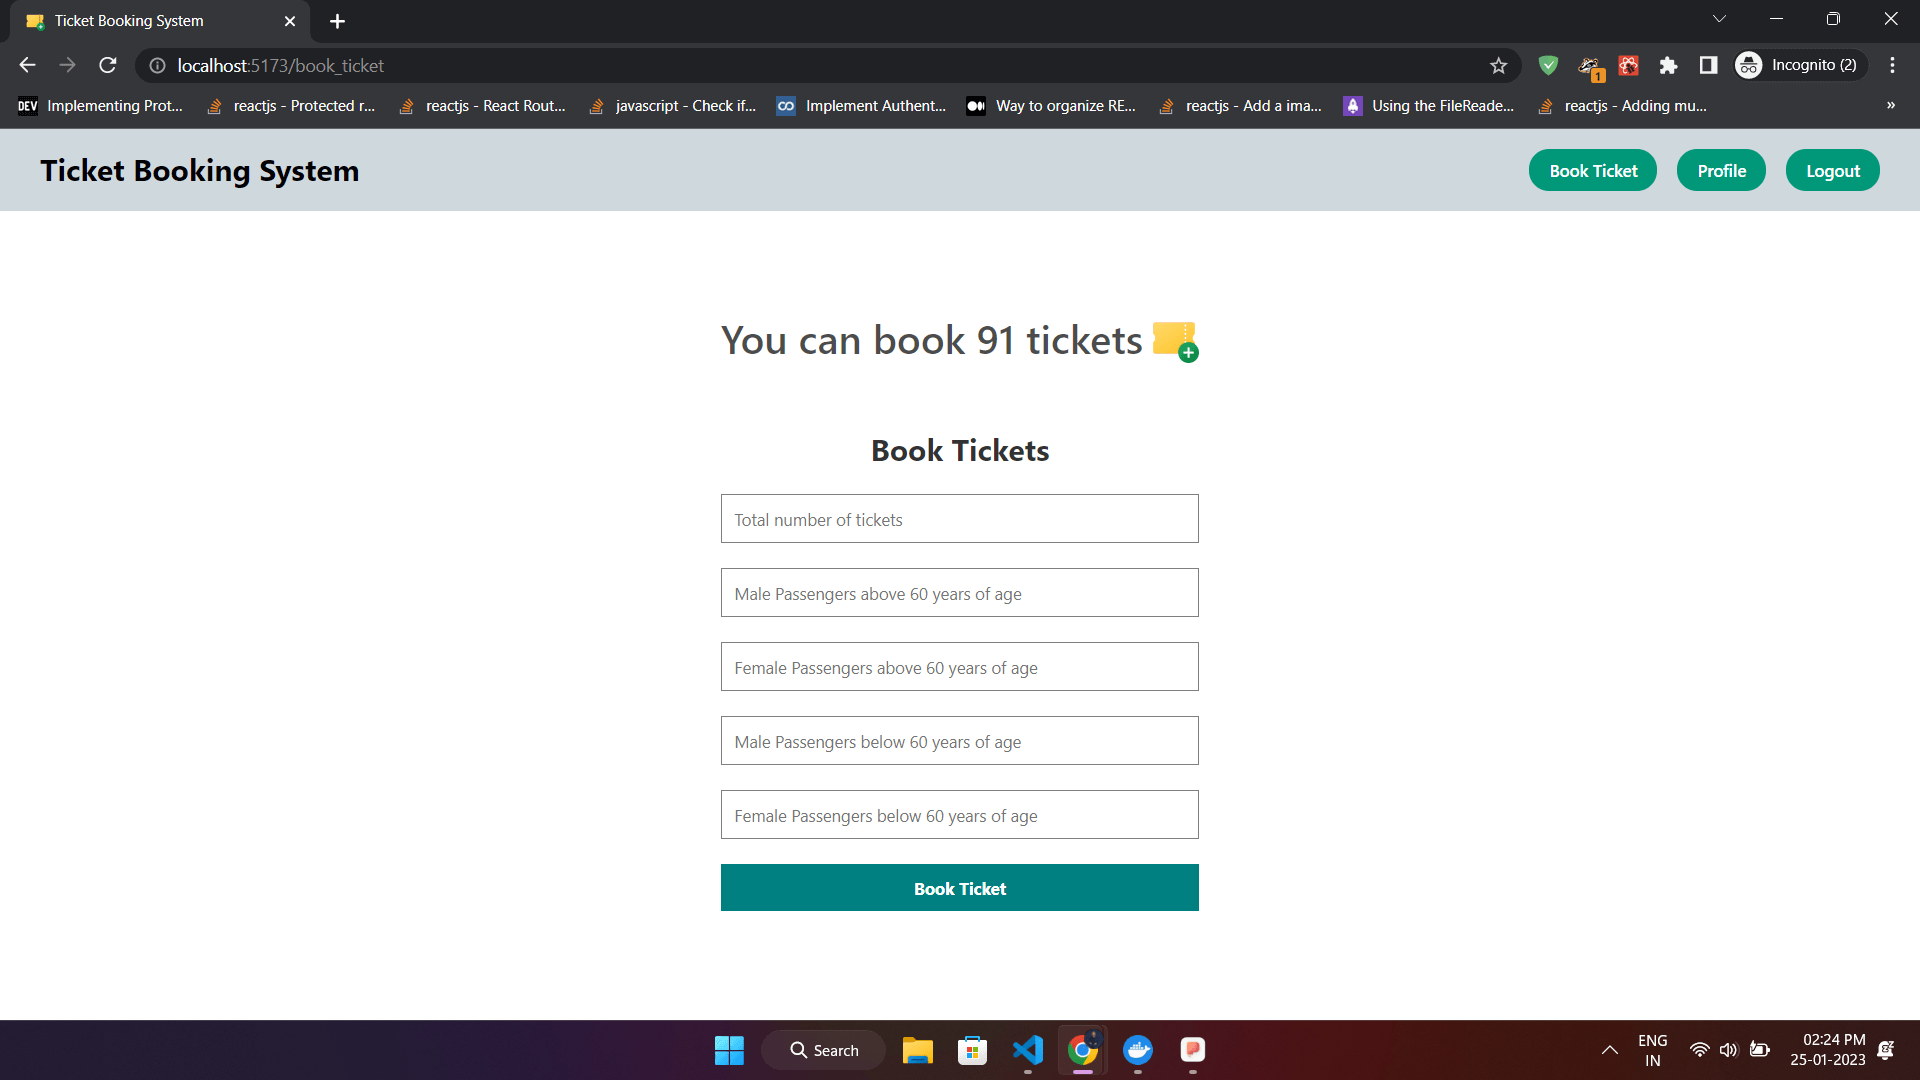 Ticket Booking System
localhost:5173/book_ticket
1
Incognito (2)
DEV Implementing Prot...
reactjs - Protected r...
reactjs - React Rout...
javascript - Check if...
Implement Authent...
Way to organize RE...
reactjs - Add a ima...
Using the FileReade...
reactjs - Adding mu...
»
Ticket Booking System
Book Ticket
Profile
Logout
You can book 91 tickets
Book Tickets
Total number of tickets
Male Passengers above 60 years of age
Female Passengers above 60 years of age
Male Passengers below 60 years of age
Female Passengers below 60 years of age
Book Ticket
Search
ENG
IN
02:24 PM
25-01-2023